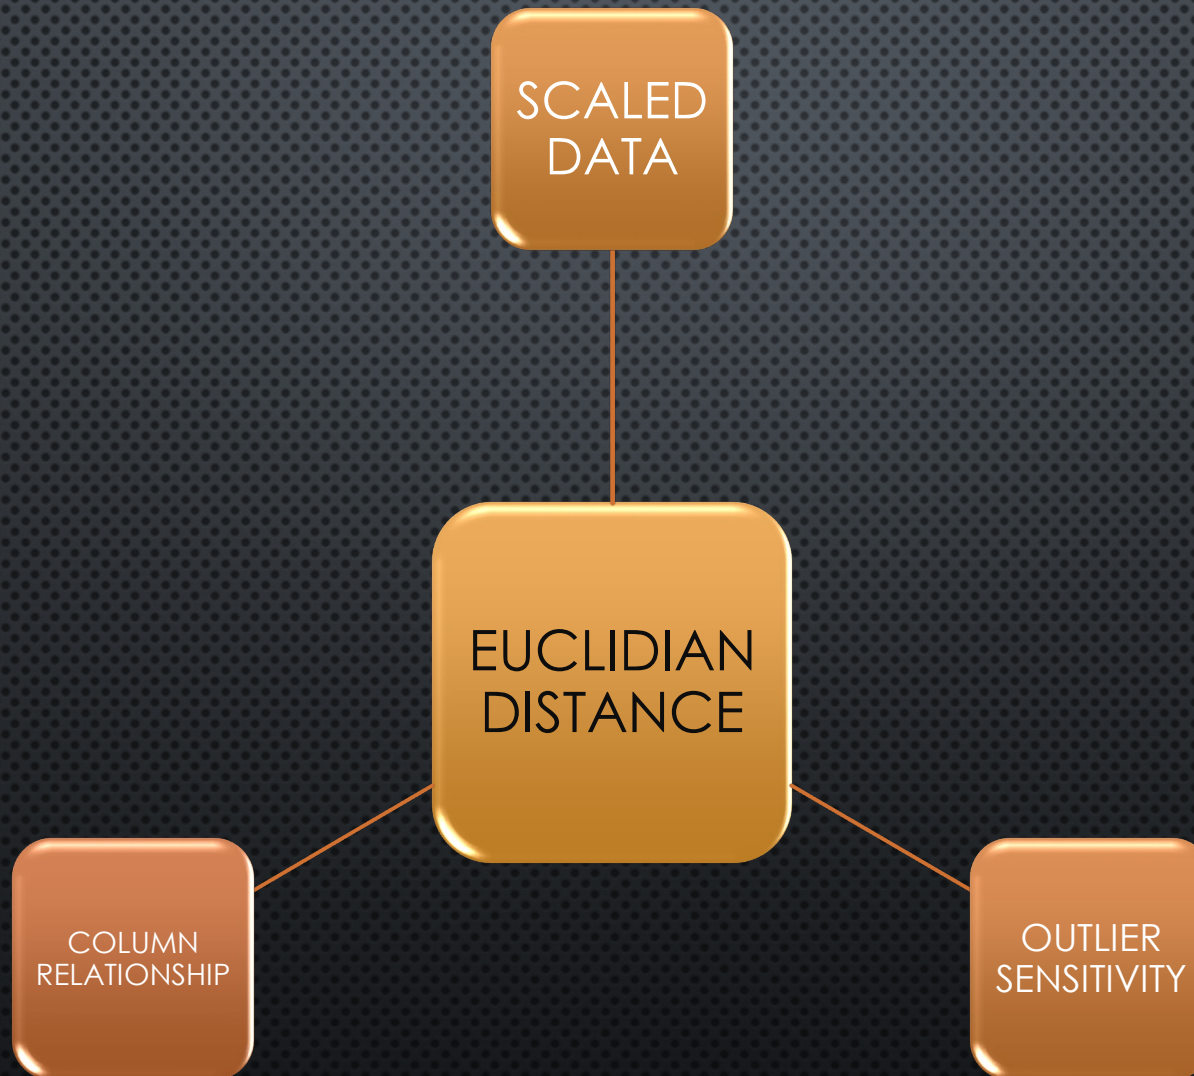 SCALED
DATA
EUCLIDIAN
DISTANCE
COLUMN
RELATIONSHIP
OUTLIER
SENSITIVITY